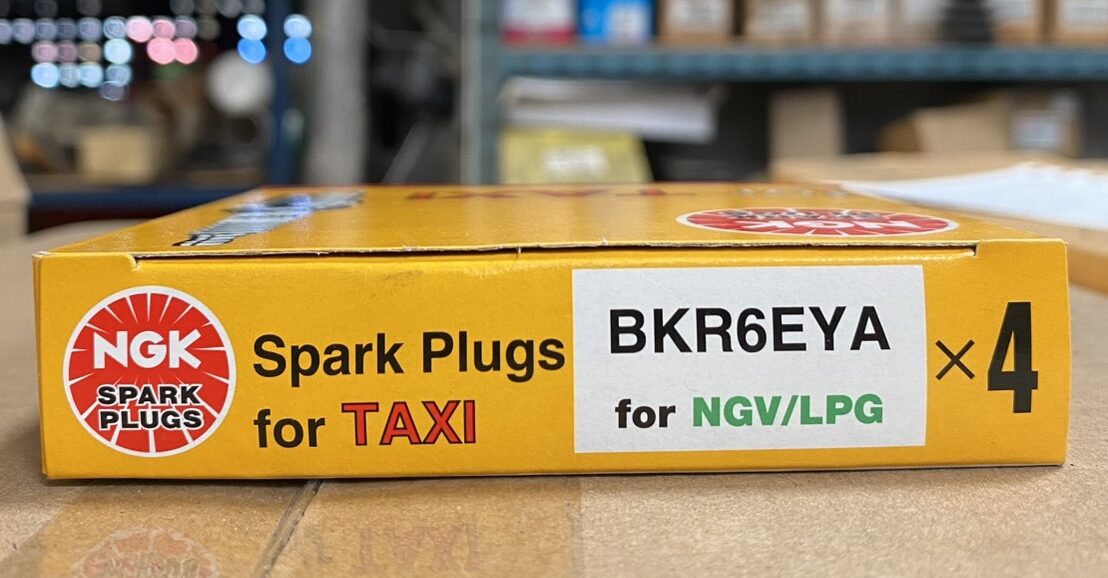 NGK
SPARK
PLUGS
Spark Plugs
for TAXI
BKR6EYA
for NGV/LPG
×4